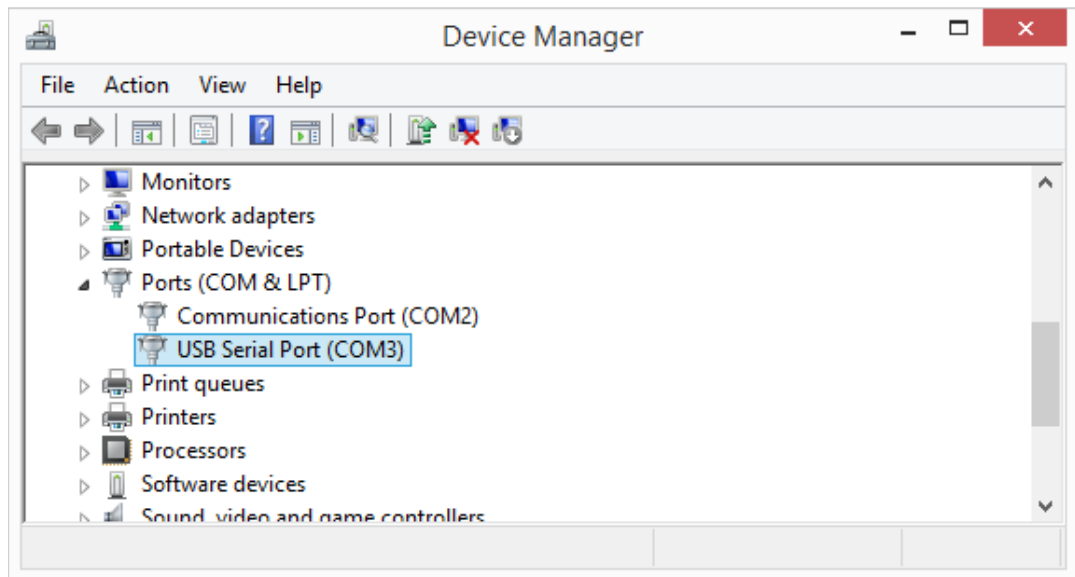 Device Manager
File Action View Help
Monitors
Network adapters
Portable Devices
Ports (COM & LPT)
Communications Port (COM2)
USB Serial Port (COM3)
Print queues
Printers
Processors
Software devices
Sound, video and game controllers